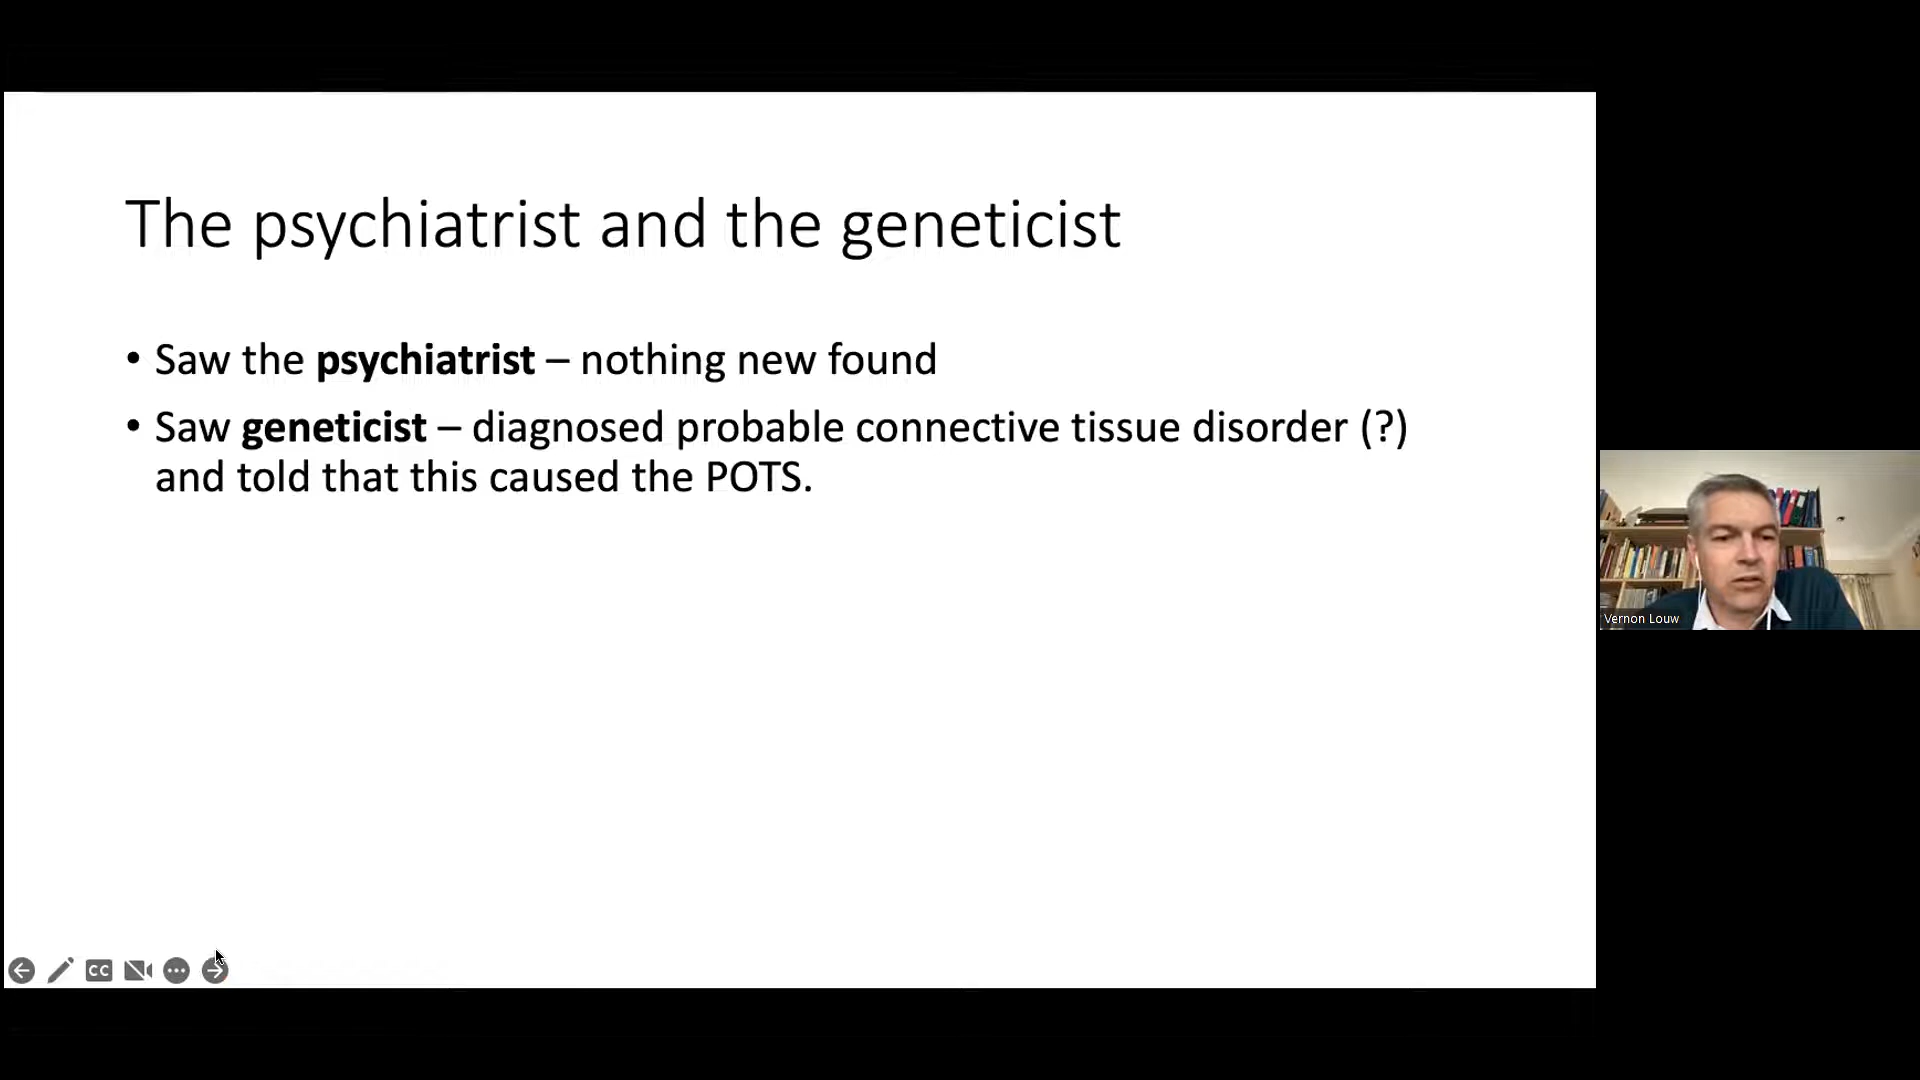 The psychiatrist and the geneticist
• Saw the psychiatrist – nothing new found
• Saw geneticist – diagnosed probable connective tissue disorder (?)
and told that this caused the POTS.
Vernon Louw
CC